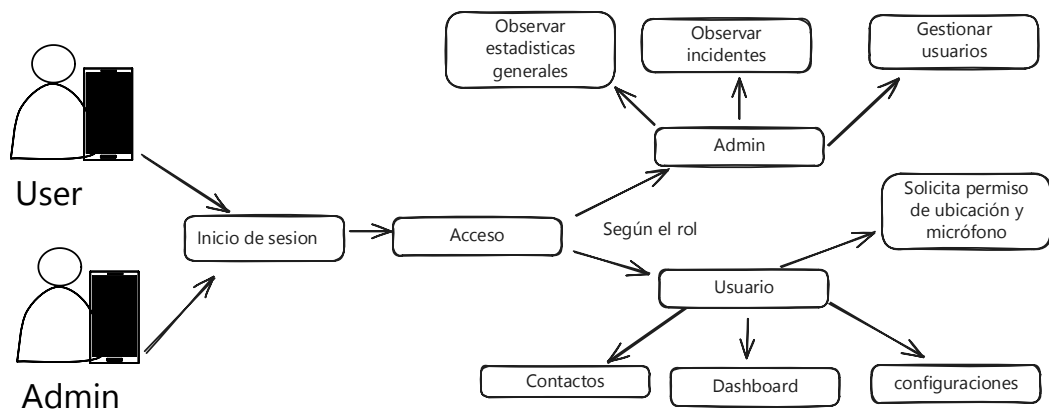 Observar
estadísticas
generales
Observar
incidentes
Gestionar
usuarios
User
Admin
Solicita permiso
de ubicación y
micrófono
Inicio de sesion
Acceso
Según el rol
Usuario
Admin
Contactos
Dashboard
configuraciones